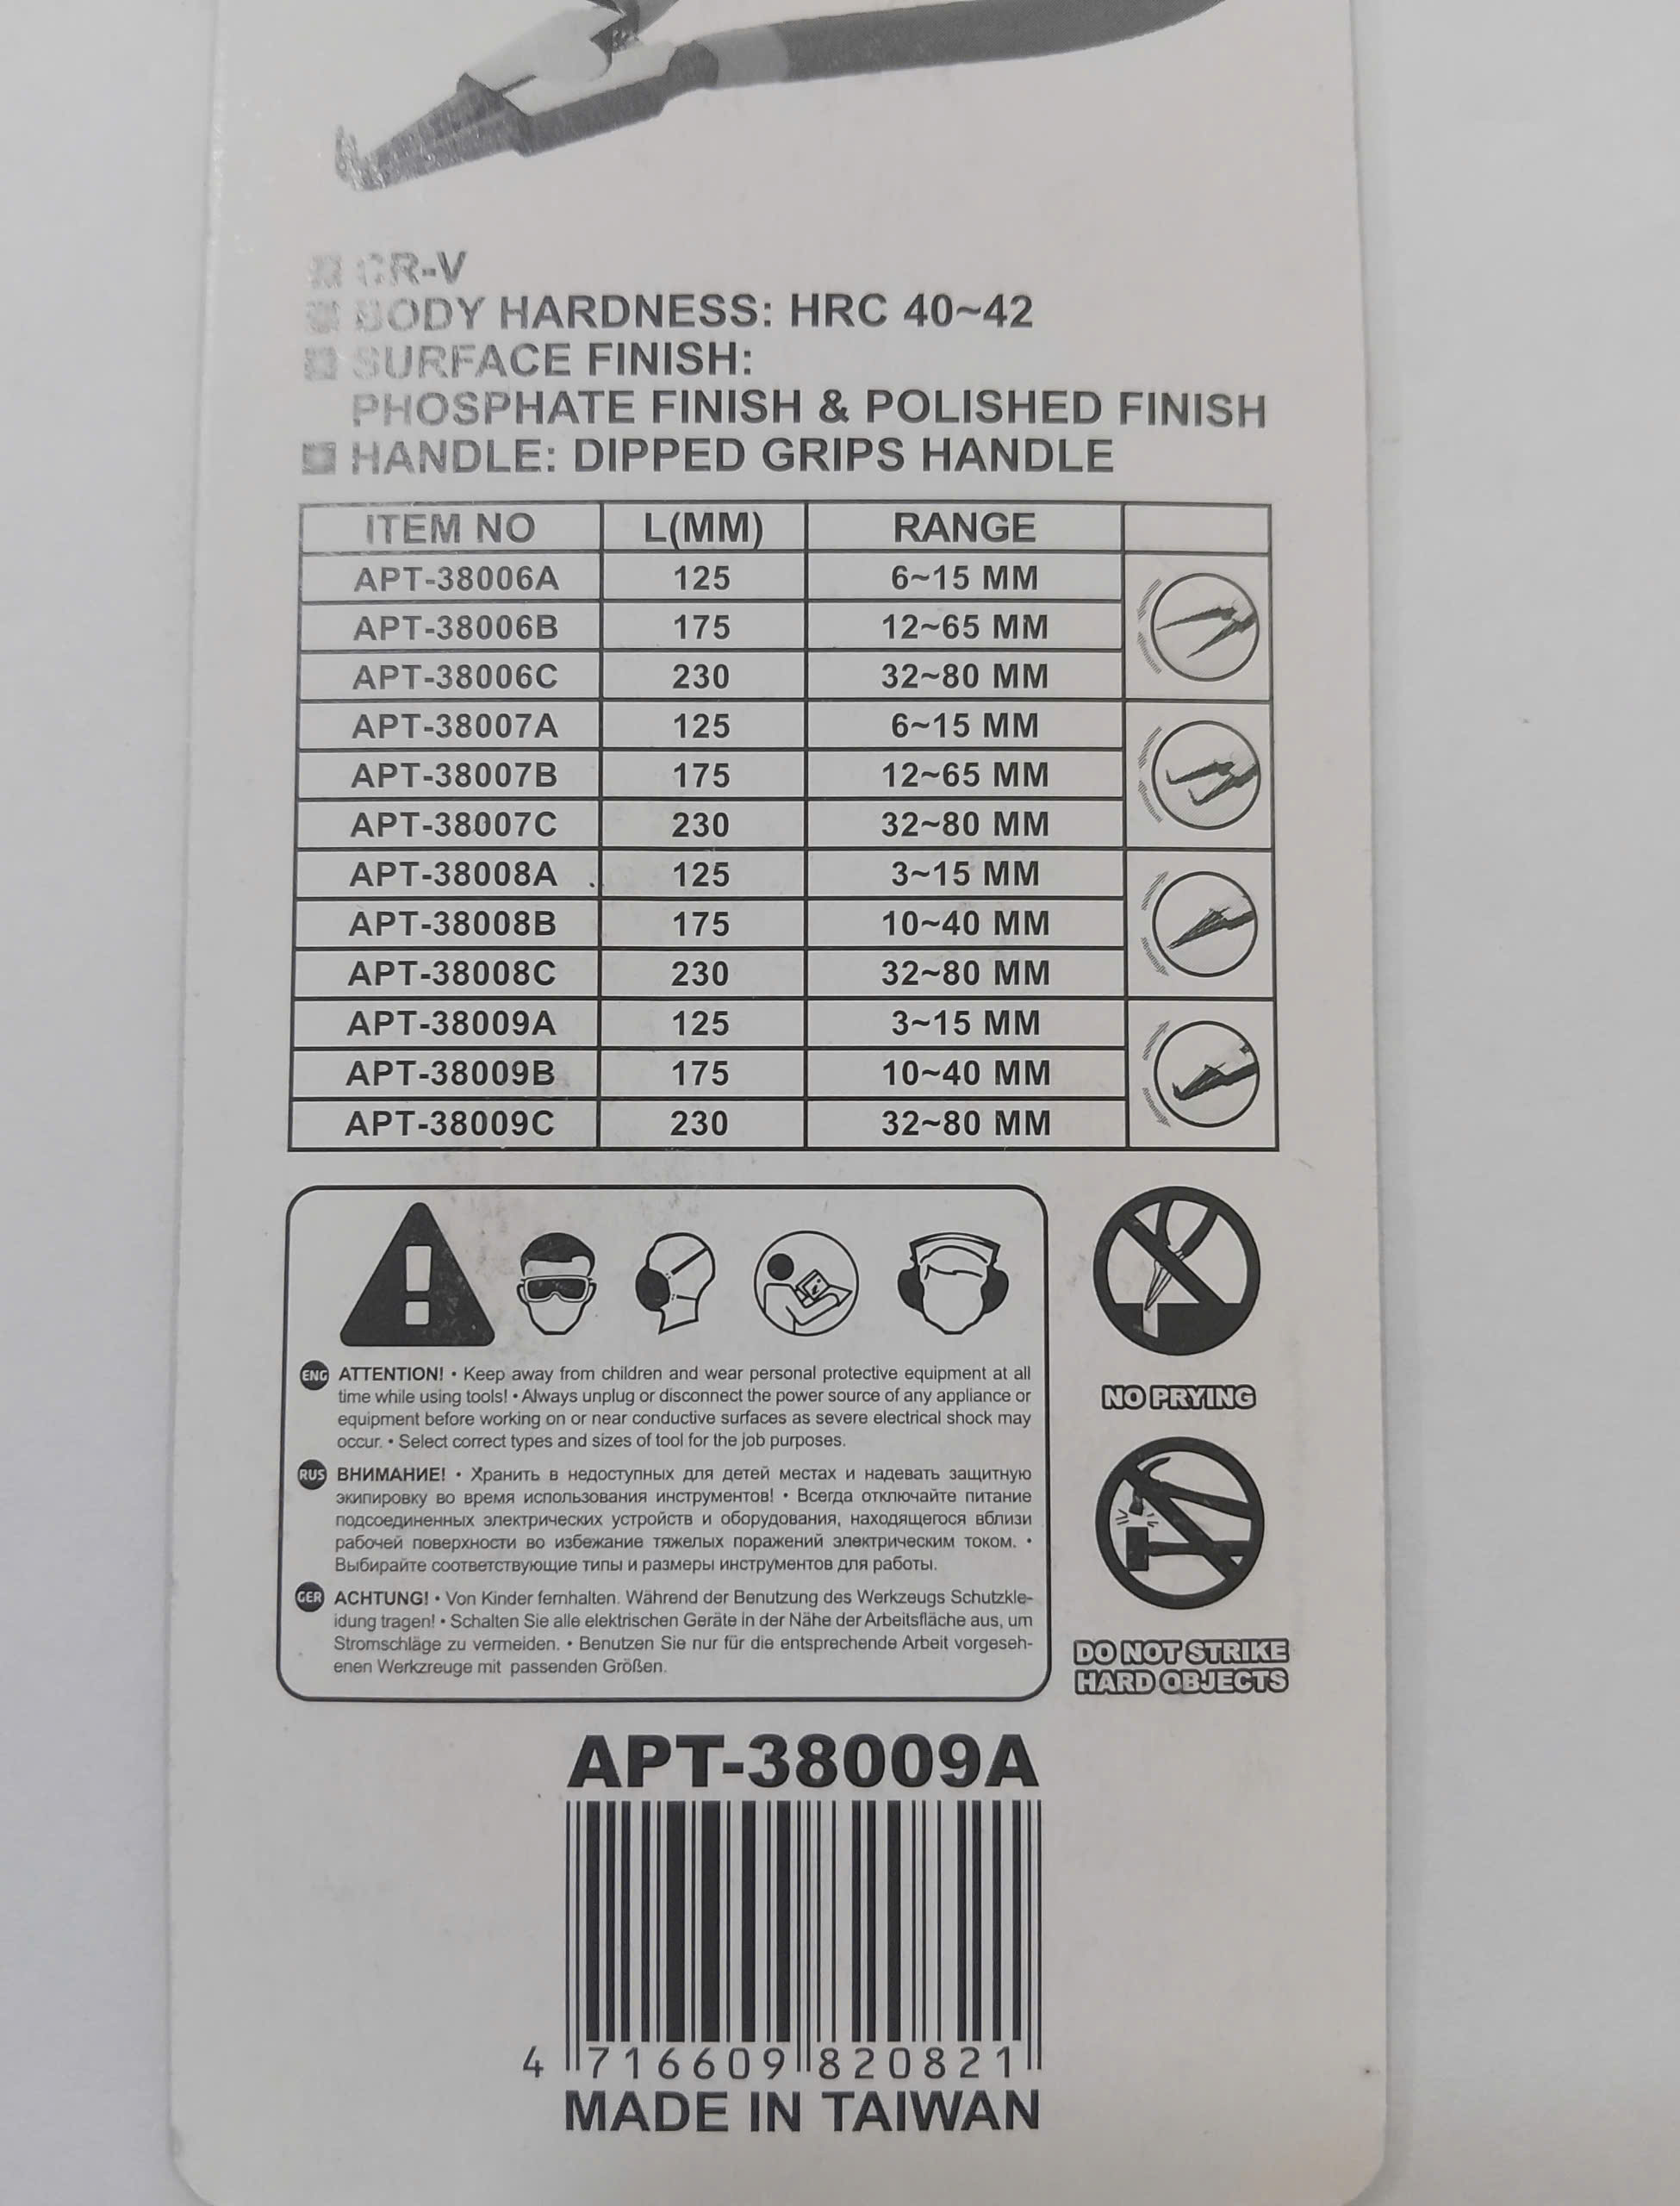 CR-V
BODY HARDNESS: HRC 40~42
SURFACE FINISH:
PHOSPHATE FINISH & POLISHED FINISH
HANDLE: DIPPED GRIPS HANDLE
ITEM NO L(MM) RANGE
APT-38006A 125 6~15 MM
APT-38006B 175 12~65 MM
APT-38006C 230 32~80 MM
APT-38007A 125 6~15 MM
APT-38007B 175 12~65 MM
APT-38007C 230 32~80 MM
APT-38008A 125 3~15 MM
APT-38008B 175 10~40 MM
APT-38008C 230 32~80 MM
APT-38009A 125 3~15 MM
APT-38009B 175 10~40 MM
APT-38009C 230 32~80 MM
ENG ATTENTION! • Keep away from children and wear personal protective equipment at all
time while using tools! • Always unplug or disconnect the power source of any appliance or
equipment before working on or near conductive surfaces as severe electrical shock may
occur. • Select correct types and sizes of tool for the job purposes.
RUS ВНИМАНИЕ! • Хранить в недоступных для детей местах и надевать защитную
экипировку во время использования инструментов! • Всегда отключайте питание
подсоединенных электрических устройств и оборудования, находящегося вблизи
рабочей поверхности во избежание тяжелых поражений электрическим током. •
Выбирайте соответствующие типы и размеры инструментов для работы.
GER ACHTUNG! • Von Kinder fernhalten. Während der Benutzung des Werkzeugs Schutzkle-
idung tragen! • Schalten Sie alle elektrischen Geräte in der Nähe der Arbeitsfläche aus, um
Stromschläge zu vermeiden. • Benutzen Sie nur für die entsprechende Arbeit vorgeseh-
enen Werkzreuge mit passenden Größen.
NO PRYING
DO NOT STRIKE
HARD OBJECTS
APT-38009A
4 716609 820821
MADE IN TAIWAN